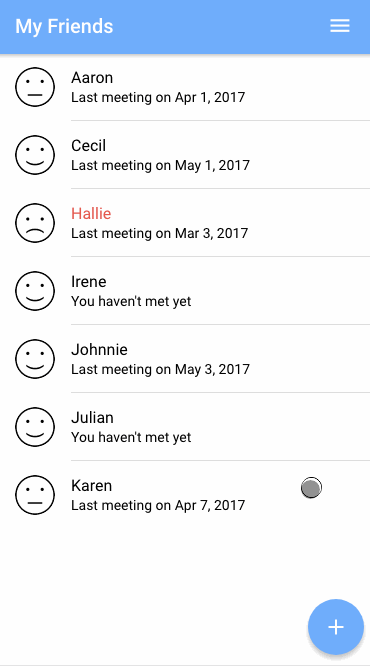 My Friends
Aaron
Last meeting on Apr 1, 2017
Cecil
Last meeting on May 1, 2017
Hallie
Last meeting on Mar 3, 2017
Irene
You haven't met yet
Johnnie
Last meeting on May 3, 2017
Julian
You haven't met yet
Karen
Last meeting on Apr 7, 2017